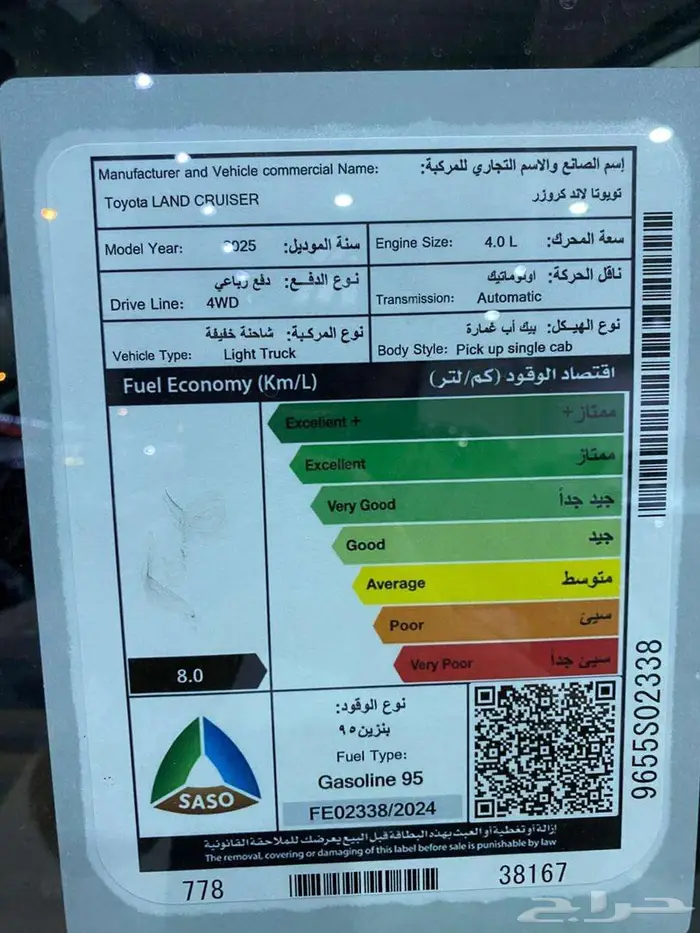 Manufacturer and Vehicle commercial Name: إسم الصانع والاسم التجاري للمركبة:
Toyota LAND CRUISER تويوتا لاند كروزر
Model Year: 2025 سنة الموديل: Engine Size: 4.0 L سعة المحرك:
نوع الدفع: دفع رباعي ناقل الحركة: اوتوماتيك
Drive Line: 4WD Transmission: Automatic
نوع المركبة: شاحنة خفيفة نوع الهيكل: بيك أب غمارة
Vehicle Type: Light Truck Body Style: Pick up single cab
Fuel Economy (Km/L) اقتصاد الوقود (كم/لتر)
Excellent + ممتاز+
Excellent ممتاز
Very Good جيد جداً
Good جيد
Average متوسط
Poor سيئ
Very Poor سيئ جداً
8.0
نوع الوقود:
بنزين ٩٥
Fuel Type:
Gasoline 95
FE02338/2024
SASO
إزالة أو تغطية أو العبث بهذه البطاقة قبل البيع يعرضك للملاحقة القانونية
The removal, covering or damaging of this label before sale is punishable by law
778 38167
9655S02338
حراج